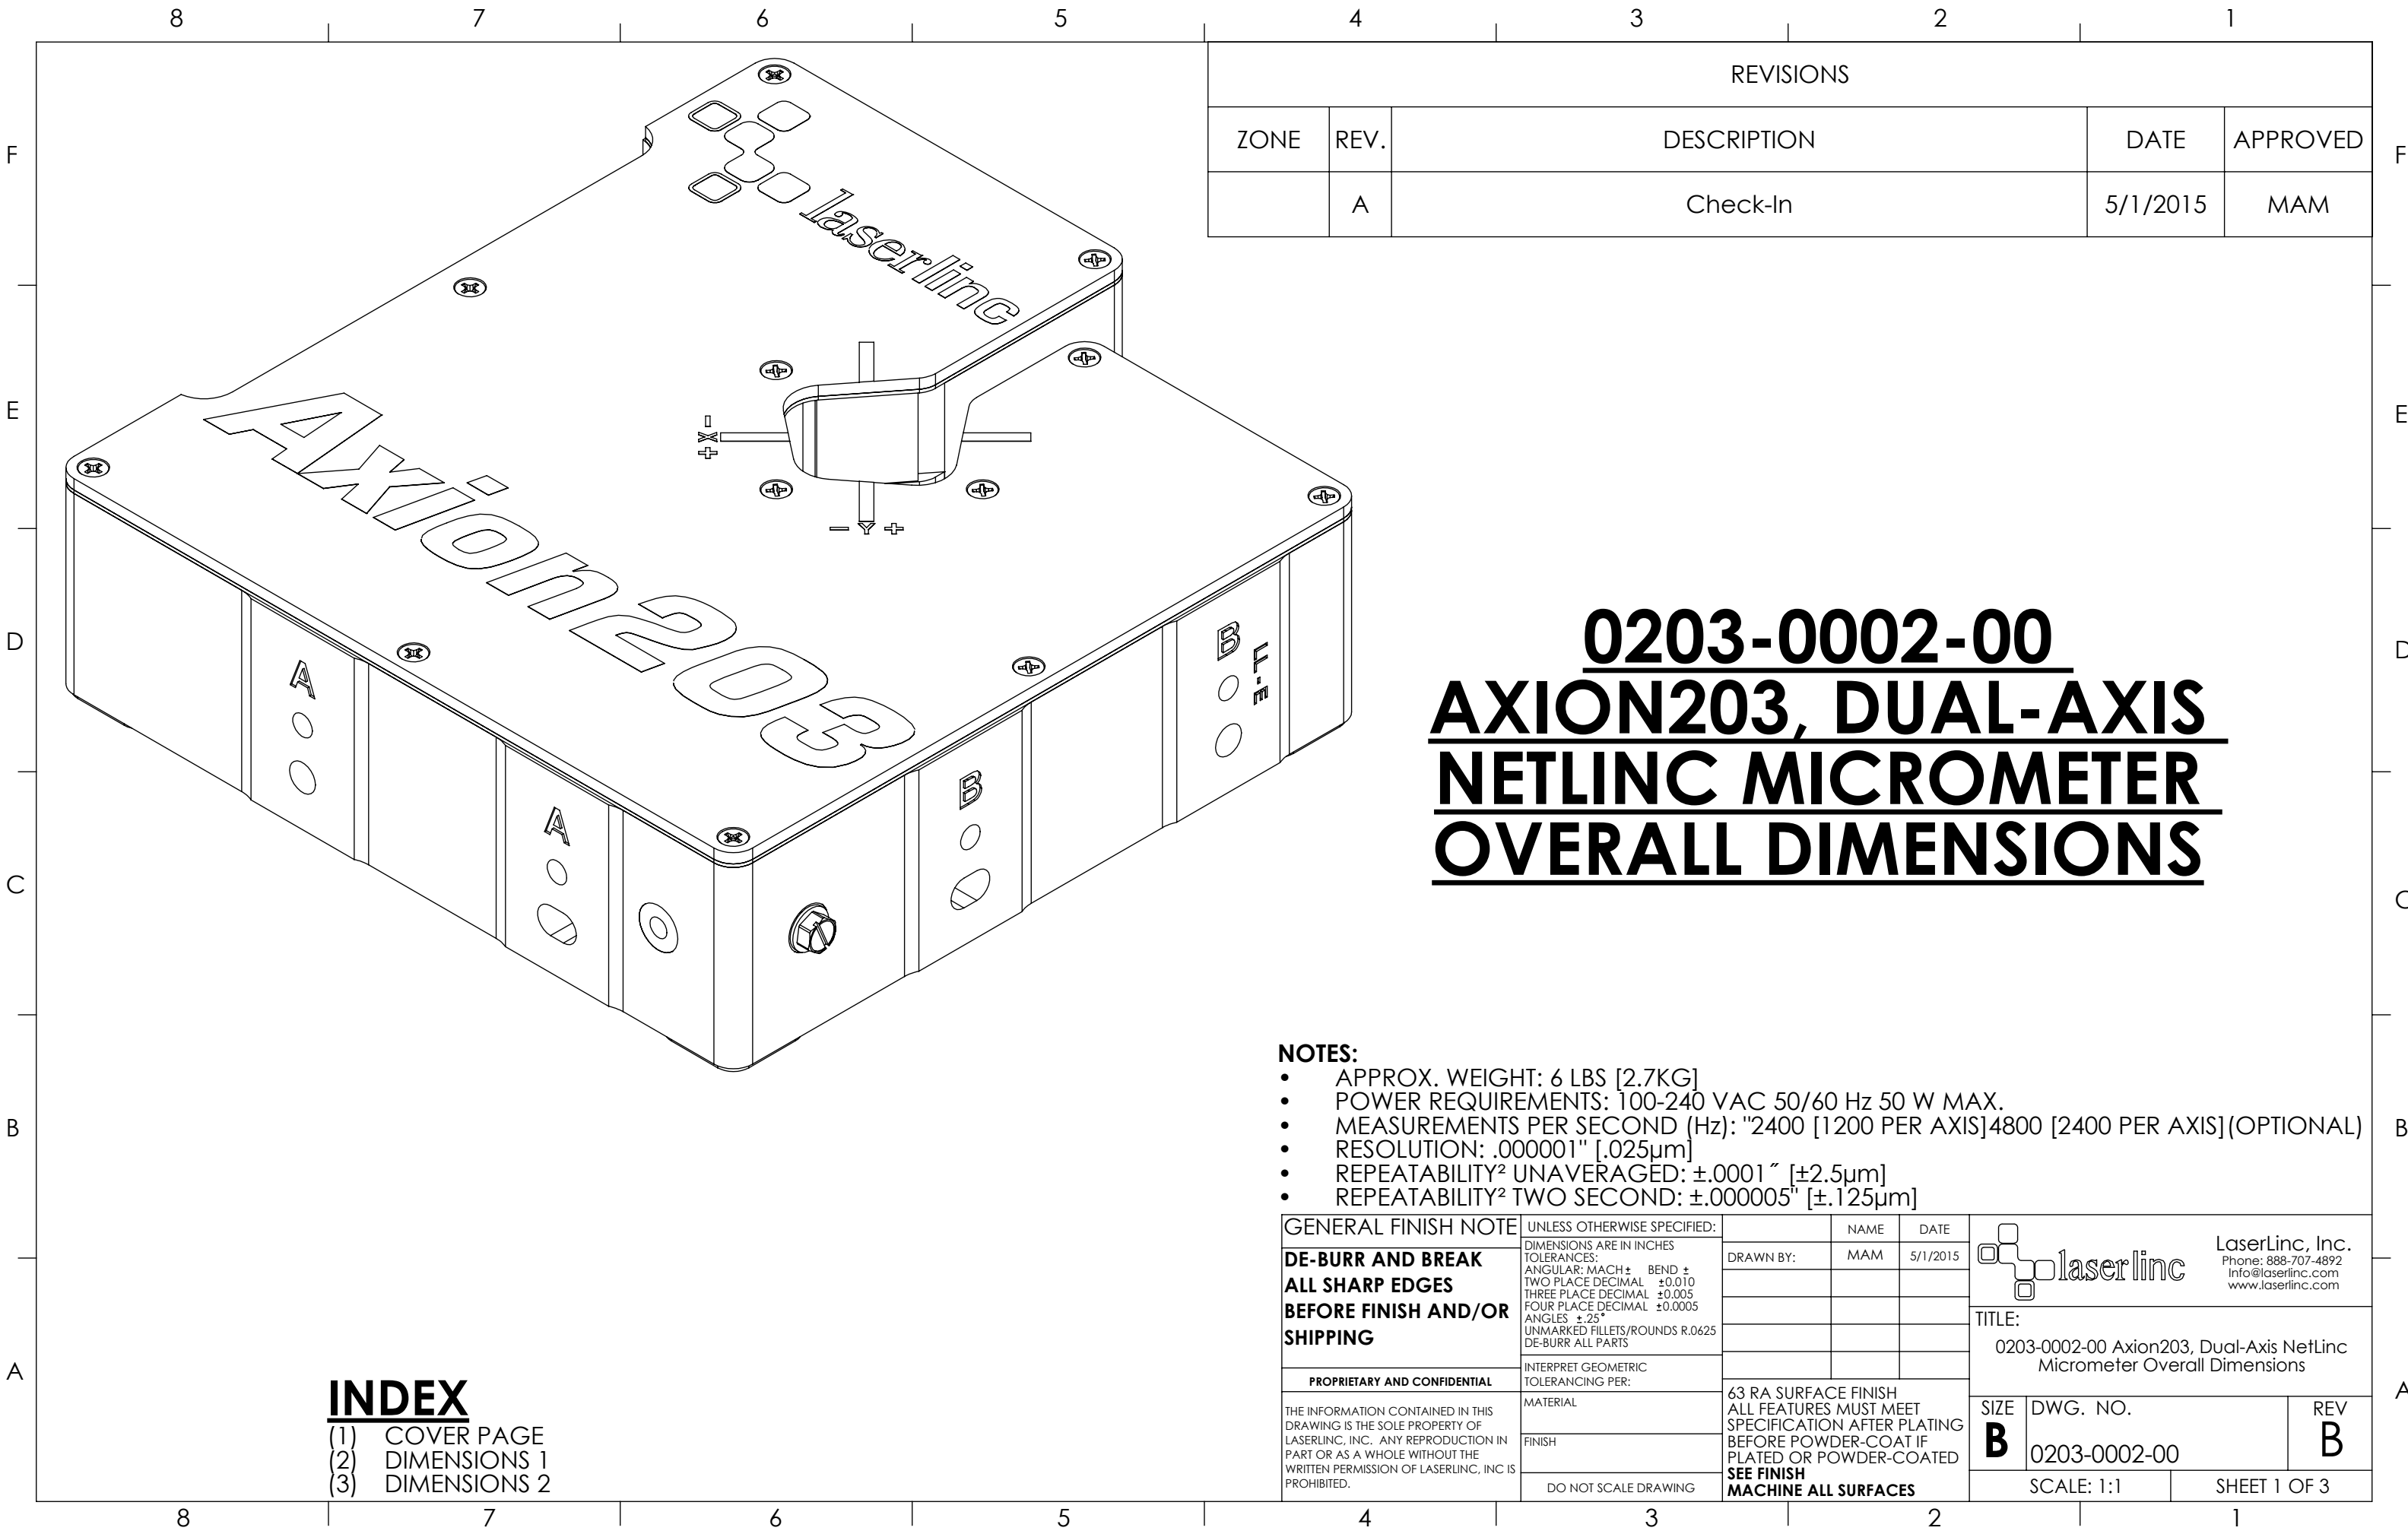 8 7 6 5 4 3 2 1
F
E
D
C
B
A
REVISIONS
ZONE REV. DESCRIPTION DATE APPROVED
A Check-In 5/1/2015 MAM
laserlinc
Axion203
- X +
- Y +
A
A
B
B
0203-0002-00
AXION203, DUAL-AXIS
NETLINC MICROMETER
OVERALL DIMENSIONS
NOTES:
• APPROX. WEIGHT: 6 LBS [2.7KG]
• POWER REQUIREMENTS: 100-240 VAC 50/60 Hz 50 W MAX.
• MEASUREMENTS PER SECOND (Hz): "2400 [1200 PER AXIS]4800 [2400 PER AXIS](OPTIONAL)
• RESOLUTION: .000001" [.025µm]
• REPEATABILITY² UNAVERAGED: ±.0001˝ [±2.5µm]
• REPEATABILITY² TWO SECOND: ±.000005" [±.125µm]
INDEX
(1) COVER PAGE
(2) DIMENSIONS 1
(3) DIMENSIONS 2
GENERAL FINISH NOTE
DE-BURR AND BREAK
ALL SHARP EDGES
BEFORE FINISH AND/OR
SHIPPING
PROPRIETARY AND CONFIDENTIAL
THE INFORMATION CONTAINED IN THIS
DRAWING IS THE SOLE PROPERTY OF
LASERLINC, INC. ANY REPRODUCTION IN
PART OR AS A WHOLE WITHOUT THE
WRITTEN PERMISSION OF LASERLINC, INC IS
PROHIBITED.
UNLESS OTHERWISE SPECIFIED:
DIMENSIONS ARE IN INCHES
TOLERANCES:
ANGULAR: MACH± BEND ±
TWO PLACE DECIMAL ±0.010
THREE PLACE DECIMAL ±0.005
FOUR PLACE DECIMAL ±0.0005
ANGLES ±.25°
UNMARKED FILLETS/ROUNDS R.0625
DE-BURR ALL PARTS
INTERPRET GEOMETRIC
TOLERANCING PER:
MATERIAL
FINISH
DO NOT SCALE DRAWING
NAME DATE
DRAWN BY: MAM 5/1/2015
63 RA SURFACE FINISH
ALL FEATURES MUST MEET
SPECIFICATION AFTER PLATING
BEFORE POWDER-COAT IF
PLATED OR POWDER-COATED
SEE FINISH
MACHINE ALL SURFACES
laserlinc
LaserLinc, Inc.
Phone: 888-707-4892
Info@laserlinc.com
www.laserlinc.com
TITLE:
0203-0002-00 Axion203, Dual-Axis NetLinc
Micrometer Overall Dimensions
SIZE DWG. NO. REV
B 0203-0002-00 B
SCALE: 1:1 SHEET 1 OF 3
F
E
D
C
B
A
8 7 6 5 4 3 2 1